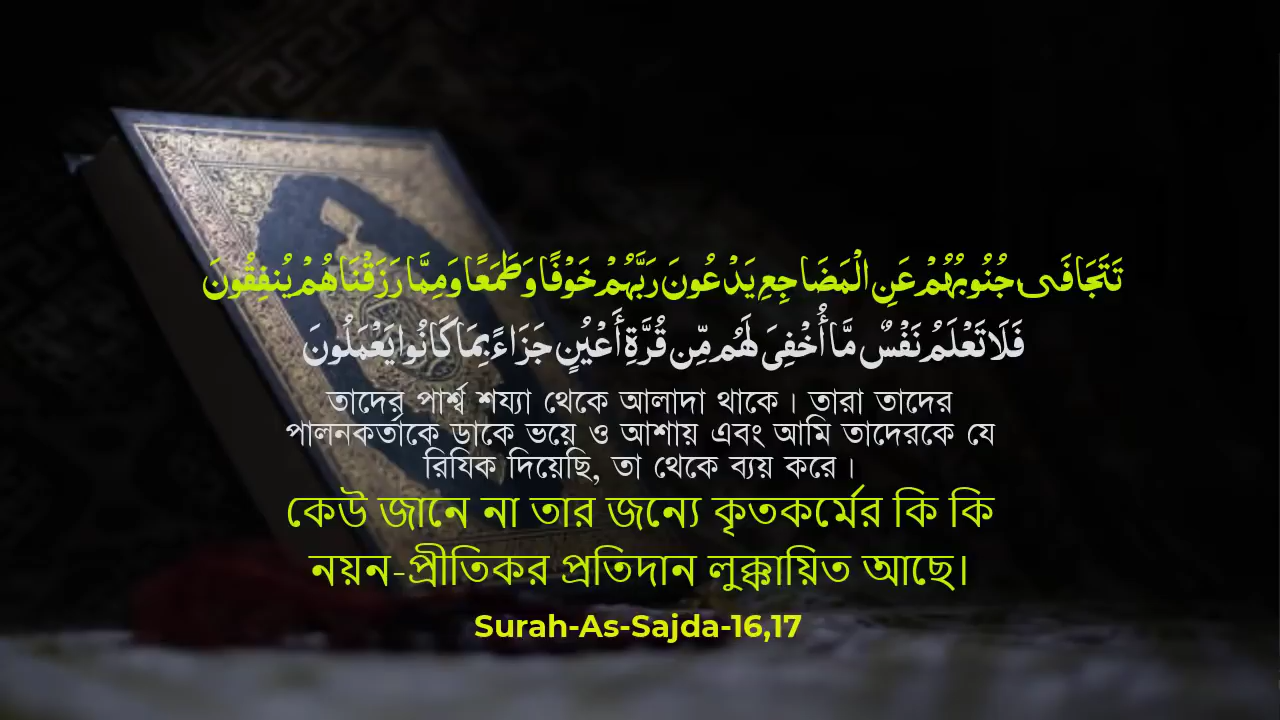 تَتَجَافَى جُنُوبُهُمْ عَنِ الْمَضَاجِعِ يَدْعُونَ رَبَّهُمْ خَوْفًا وَطَمَعًا وَمِمَّا رَزَقْنَاهُمْ يُنفِقُونَ
فَلَا تَعْلَمُ نَفْسٌ مَّا أُخْفِيَ لَهُم مِّن قُرَّةِ أَعْيُنٍ جَزَاءً بِمَا كَانُوا يَعْمَلُونَ
তাদের পার্শ্ব শয্যা থেকে আলাদা থাকে। তারা তাদের
পালনকর্তাকে ডাকে ভয়ে ও আশায় এবং আমি তাদেরকে যে
রিযিক দিয়েছি, তা থেকে ব্যয় করে।
কেউ জানে না তার জন্যে কৃতকর্মের কি কি
নয়ন-প্রীতিকর প্রতিদান লুক্কায়িত আছে।
Surah-As-Sajda-16,17